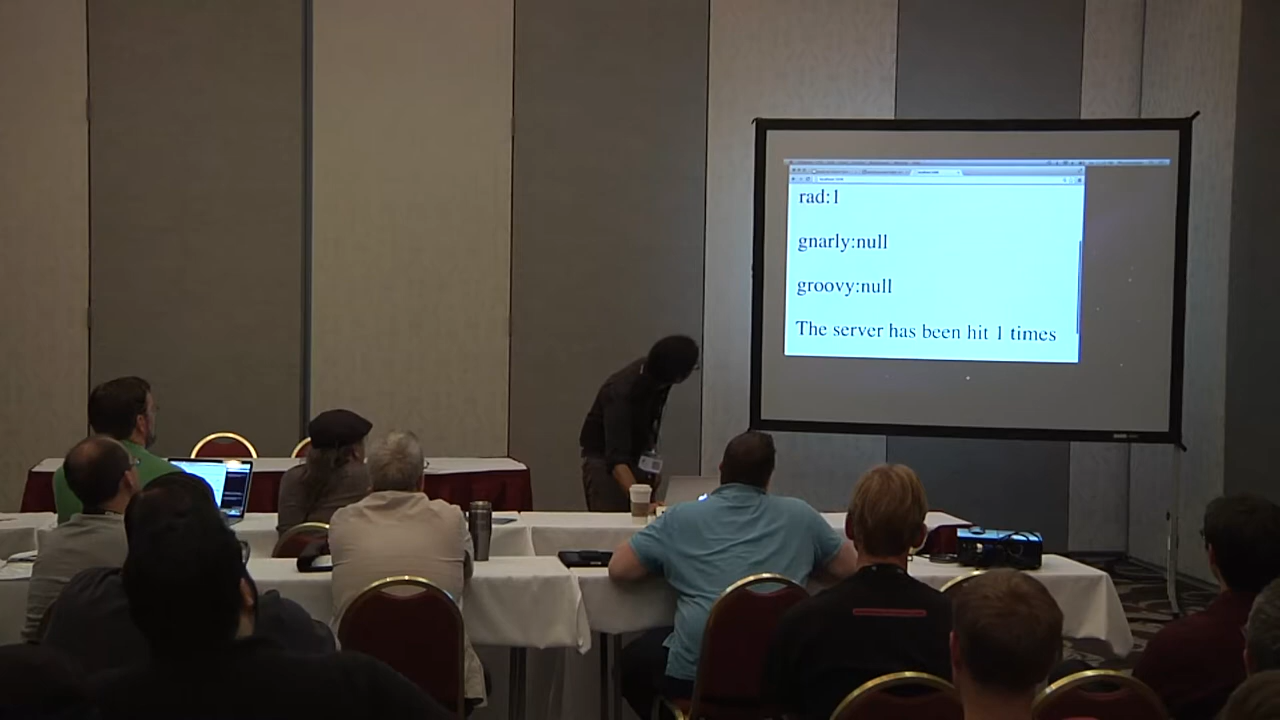 rad:1
gnarly:null
groovy:null
The server has been hit 1 times